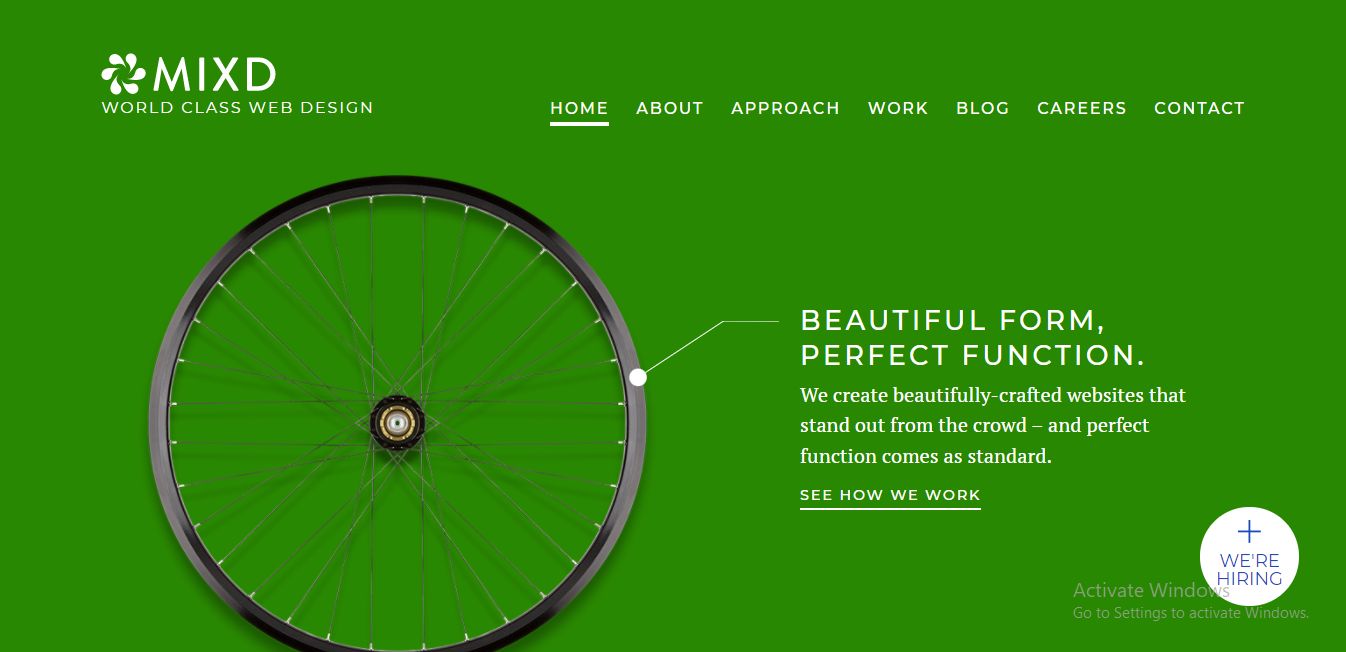 MIXD
WORLD CLASS WEB DESIGN
HOME ABOUT APPROACH WORK BLOG CAREERS CONTACT
BEAUTIFUL FORM,
PERFECT FUNCTION.
We create beautifully-crafted websites that
stand out from the crowd – and perfect
function comes as standard.
SEE HOW WE WORK
WE'RE
HIRING
Activate Windows
Go to Settings to activate Windows.